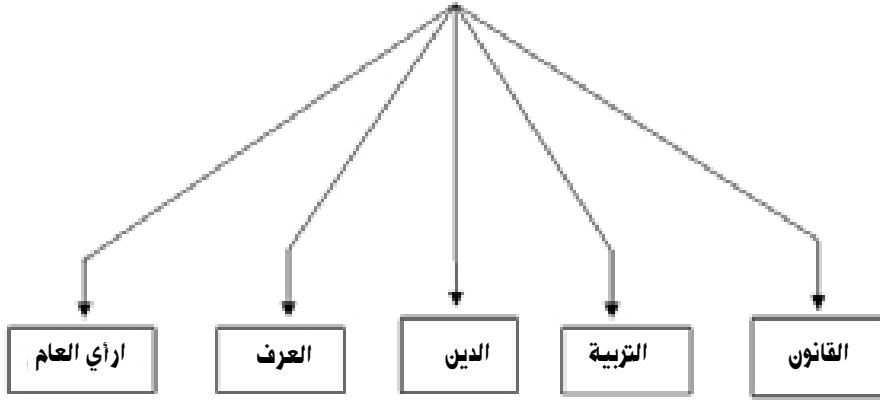 القانون
التربية
الدين
العرف
ارأي العام